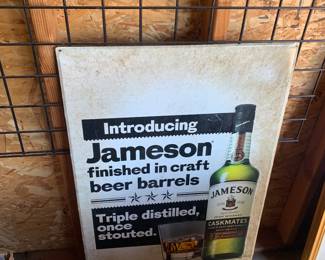 Introducing
Jameson
finished in craft
beer barrels
Triple distilled,
once
stouted.
JAMESON
CASKMATES